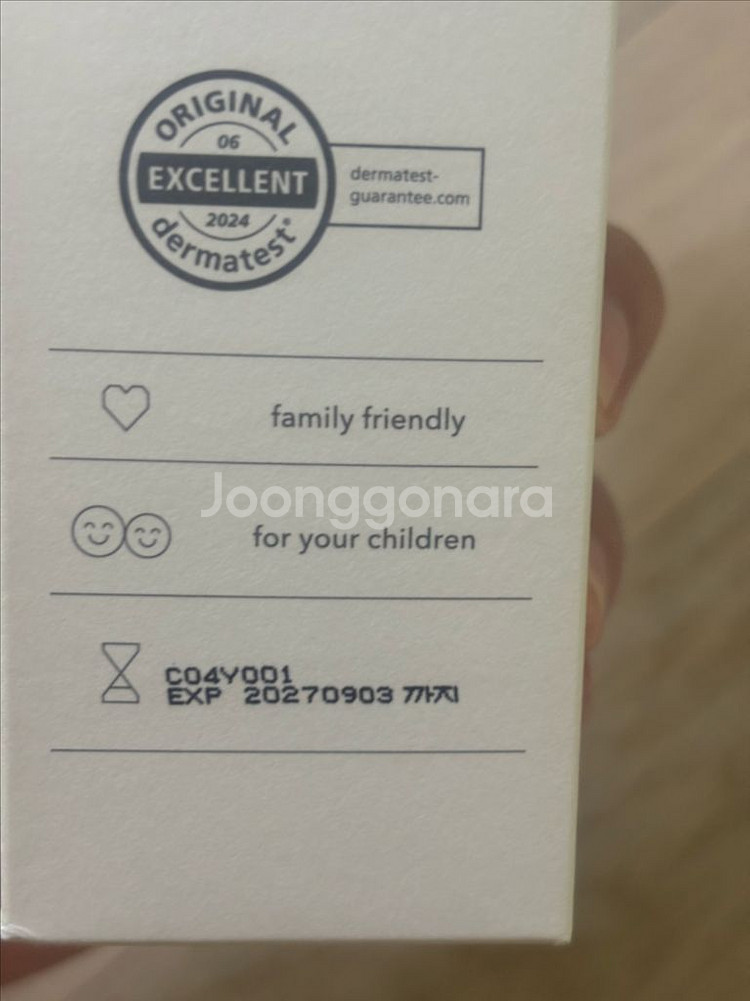 ORIGINAL
06
EXCELLENT
2024
dermatest®
dermatest-
guarantee.com
family friendly
Joonggonara
for your children
C04Y001
EXP 20270903 까지